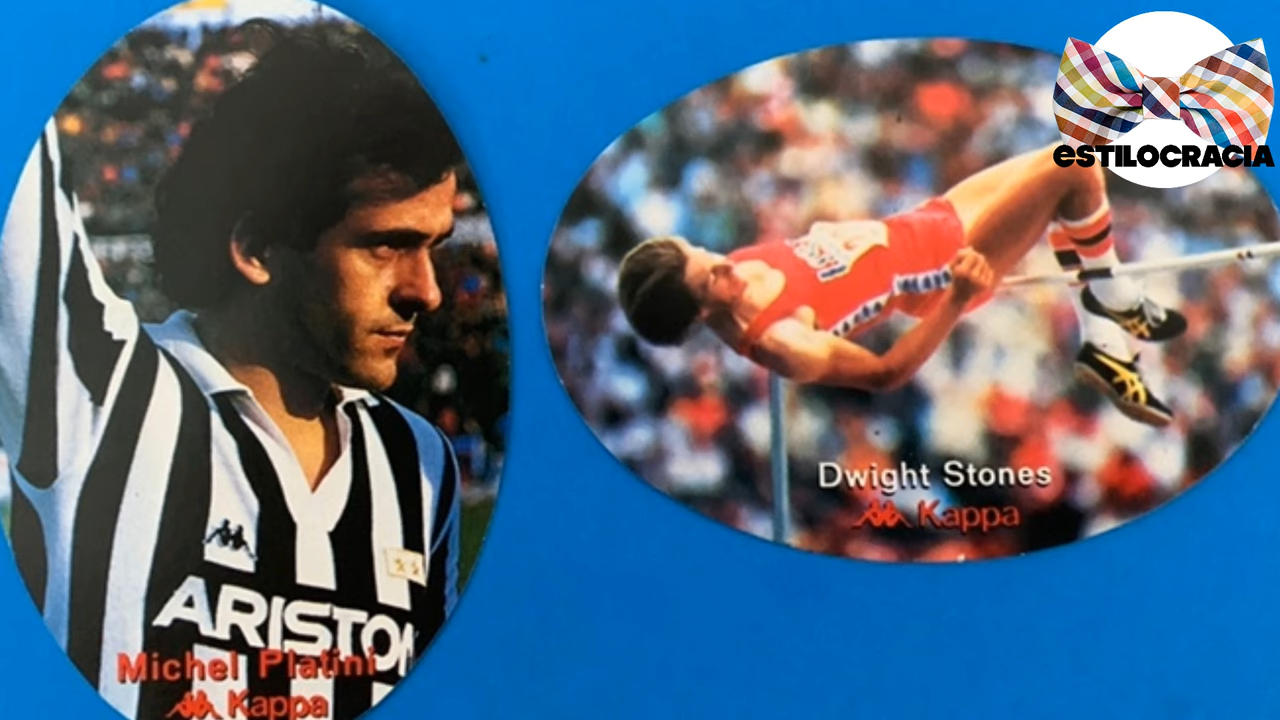 ARISTON
Michel Platini
Kappa
Dwight Stones
Kappa
eSTILOCRACIA